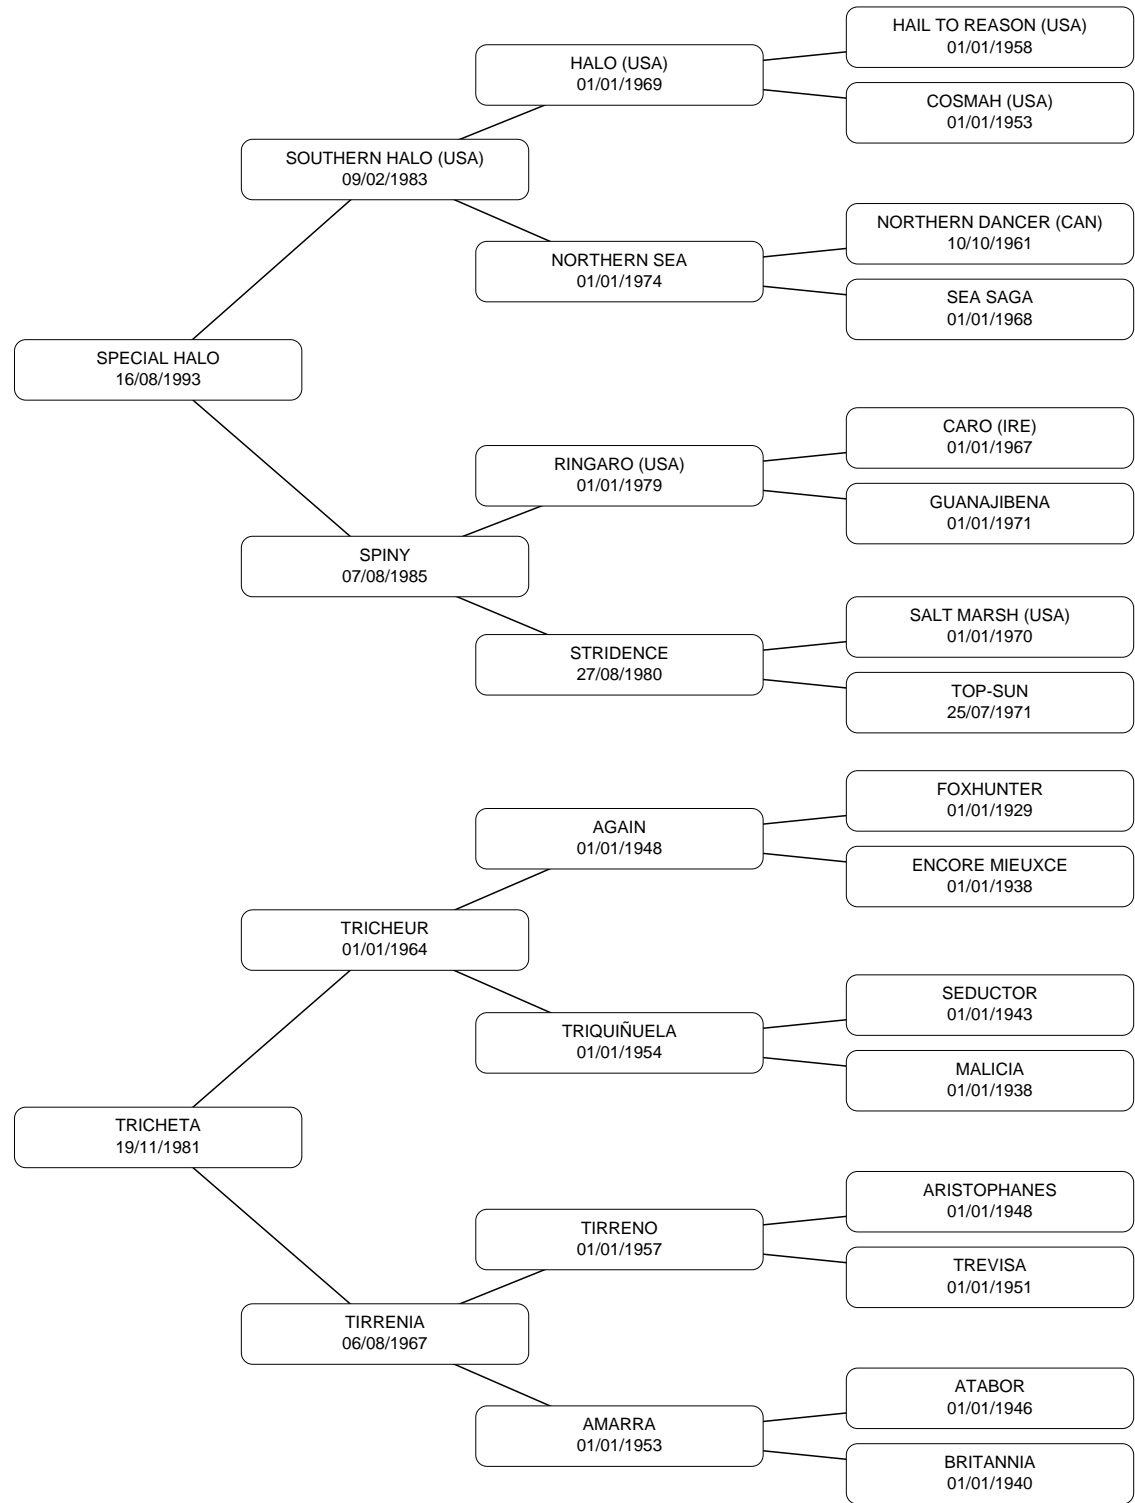 HAIL TO REASON (USA)
01/01/1958
HALO (USA)
01/01/1969
COSMAH (USA)
01/01/1953
SOUTHERN HALO (USA)
09/02/1983
NORTHERN DANCER (CAN)
10/10/1961
NORTHERN SEA
01/01/1974
SEA SAGA
01/01/1968
SPECIAL HALO
16/08/1993
CARO (IRE)
01/01/1967
RINGARO (USA)
01/01/1979
GUANAJIBENA
01/01/1971
SPINY
07/08/1985
SALT MARSH (USA)
01/01/1970
STRIDENCE
27/08/1980
TOP-SUN
25/07/1971
FOXHUNTER
01/01/1929
AGAIN
01/01/1948
ENCORE MIEUXCE
01/01/1938
TRICHEUR
01/01/1964
SEDUCTOR
01/01/1943
TRIQUIÑUELA
01/01/1954
MALICIA
01/01/1938
TRICHETA
19/11/1981
ARISTOPHANES
01/01/1948
TIRRENO
01/01/1957
TREVISA
01/01/1951
TIRRENIA
06/08/1967
ATABOR
01/01/1946
AMARRA
01/01/1953
BRITANNIA
01/01/1940